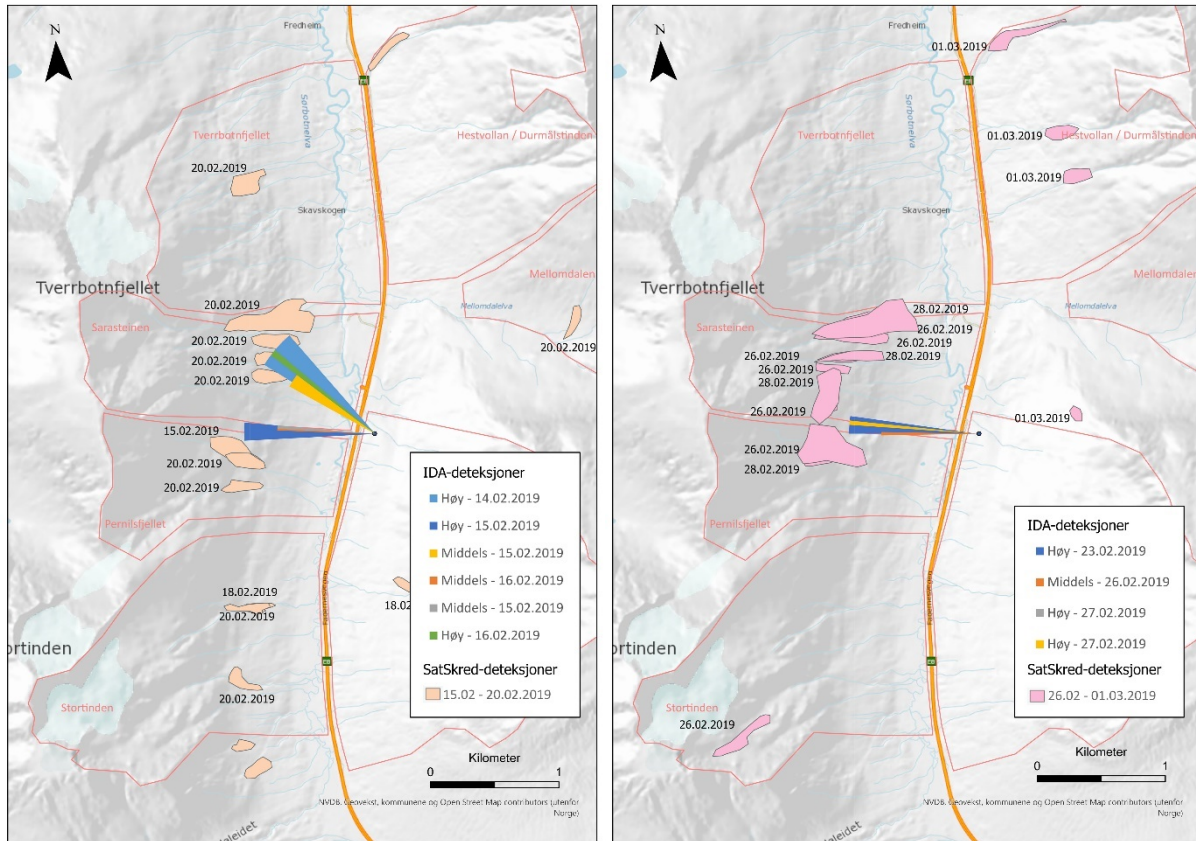 N
Fredheim
E8
Sørbotnelva
Tverrbotnfjellet
Hestvollan / Durmålstindon
20.02.2019
Skavskogen
Mellomdalen
Tverrbotnfjellet
20.02.2019
Mellomdalelva
Sarasteinen
20.02.2019
20.02.2019
20.02.2019
20.02.2019
15.02.2019
20.02.2019
20.02.2019
Pernilsfjellet
IDA-deteksjoner
Høy - 14.02.2019
Høy - 15.02.2019
Middels - 15.02.2019
Middels - 16.02.2019
Middels - 15.02.2019
Høy - 16.02.2019
SatSkred-deteksjoner
15.02 - 20.02.2019
18.02.2019
20.02.2019
18.02
ortinden
E8
20.02.2019
Stortinden
Kilometer
0 1
NVDB, Geovekst, kommunene og Open Street Map contributors (utenfor
Norge)
aleidet
N
Fredheim
01.03.2019
E8
Sørbotnelva
Tverrbotnfjellet
01.03.2019
Hestvollan / Durmålstindon
01.03.2019
Skavskogen
Mellomdalen
Tverrbotnfjellet
28.02.2019
Mellomdalelva
Sarasteinen
26.02.2019
26.02.2019
26.02.2019
28.02.2019
26.02.2019
28.02.2019
26.02.2019
01.03.2019
26.02.2019
28.02.2019
Pernilsfjellet
IDA-deteksjoner
Høy - 23.02.2019
Middels - 26.02.2019
Høy - 27.02.2019
Høy - 27.02.2019
SatSkred-deteksjoner
26.02 - 01.03.2019
ortinden
E8
Stortinden
26.02.2019
Kilometer
0 1
NVDB, Geovekst, kommunene og Open Street Map contributors (utenfor
Norge)
aleidet